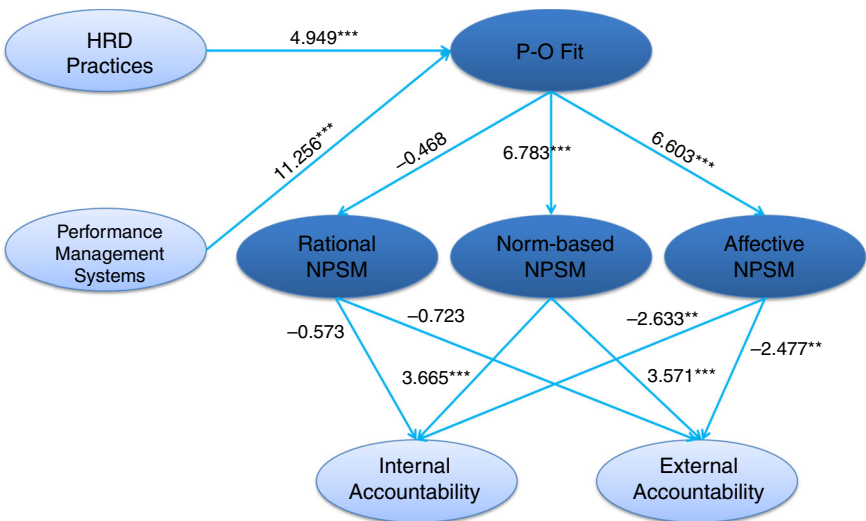 HRD
Practices
4.949***
P-O Fit
11.256***
–0.468
6.783***
6.603***
Performance
Management
Systems
Rational
NPSM
Norm-based
NPSM
Affective
NPSM
–0.573
–0.723
–2.633**
–2.477**
3.665***
3.571***
Internal
Accountability
External
Accountability